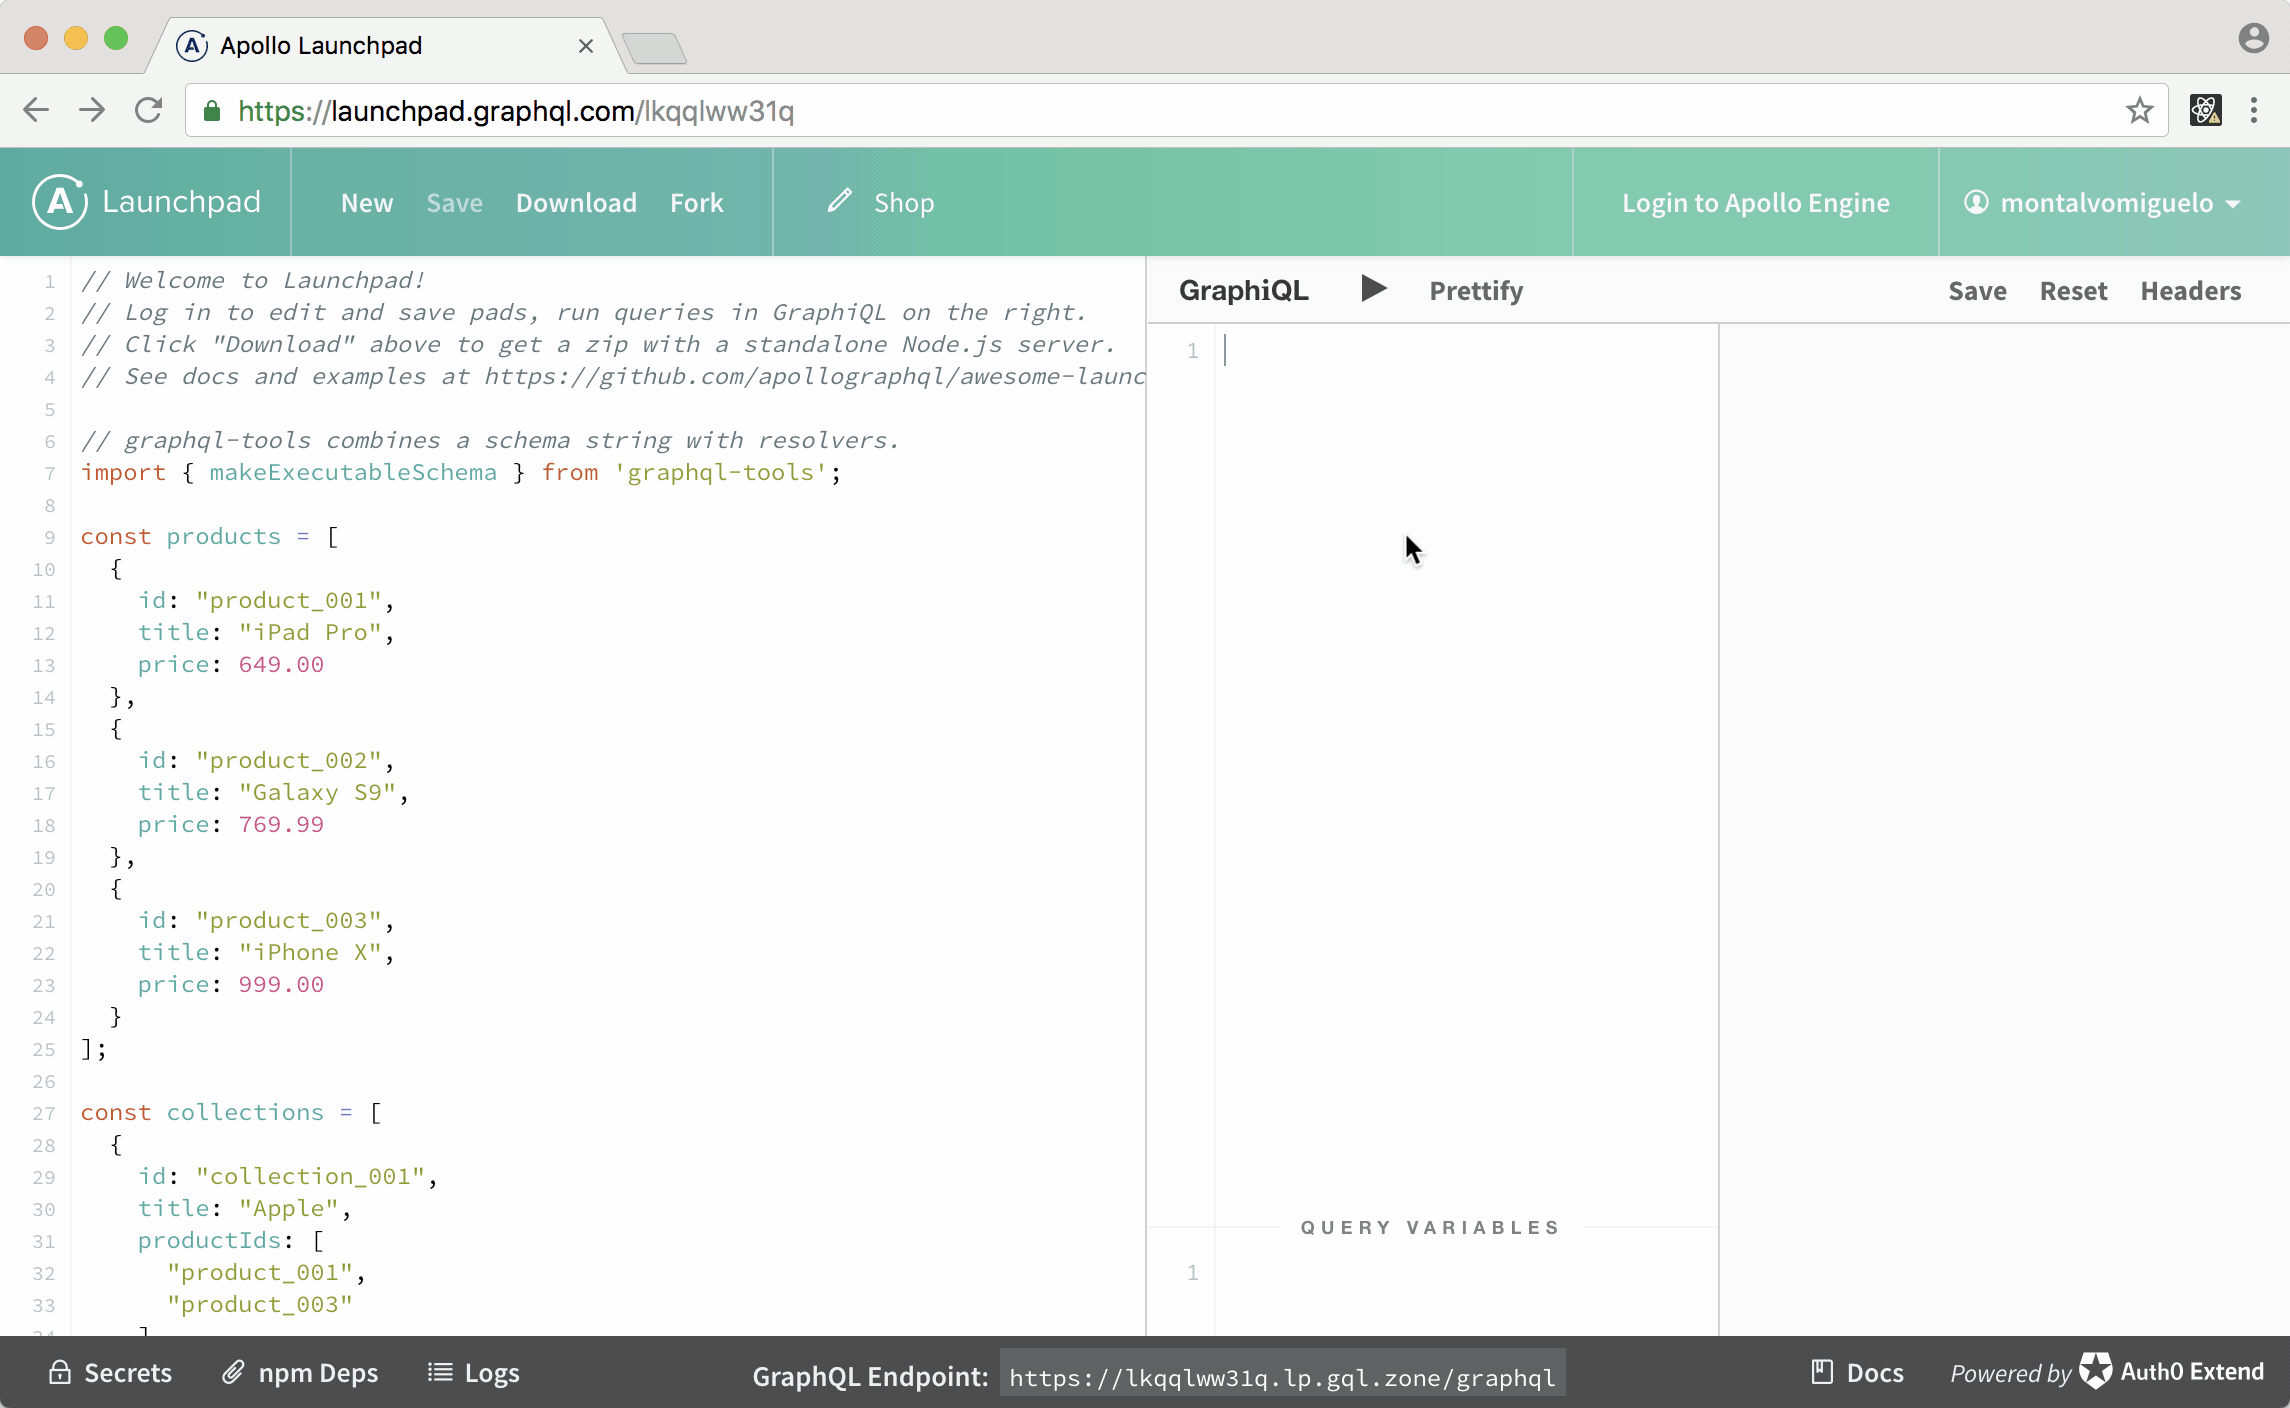 Apollo Launchpad
https://launchpad.graphql.com/lkqqlww31q
Launchpad New Save Download Fork Shop Login to Apollo Engine montalvomiguelo
1 // Welcome to Launchpad!
2 // Log in to edit and save pads, run queries in GraphiQL on the right.
3 // Click "Download" above to get a zip with a standalone Node.js server.
4 // See docs and examples at https://github.com/apollographql/awesome-launc
5
6 // graphql-tools combines a schema string with resolvers.
7 import { makeExecutableSchema } from 'graphql-tools';
8
9 const products = [
10 {
11 id: "product_001",
12 title: "iPad Pro",
13 price: 649.00
14 },
15 {
16 id: "product_002",
17 title: "Galaxy S9",
18 price: 769.99
19 },
20 {
21 id: "product_003",
22 title: "iPhone X",
23 price: 999.00
24 }
25 ];
26
27 const collections = [
28 {
29 id: "collection_001",
30 title: "Apple",
31 productIds: [
32 "product_001",
33 "product_003"
GraphiQL Prettify Save Reset Headers
1
QUERY VARIABLES
1
Secrets npm Deps Logs GraphQL Endpoint: https://lkqqlww31q.lp.gql.zone/graphql Docs Powered by Auth0 Extend